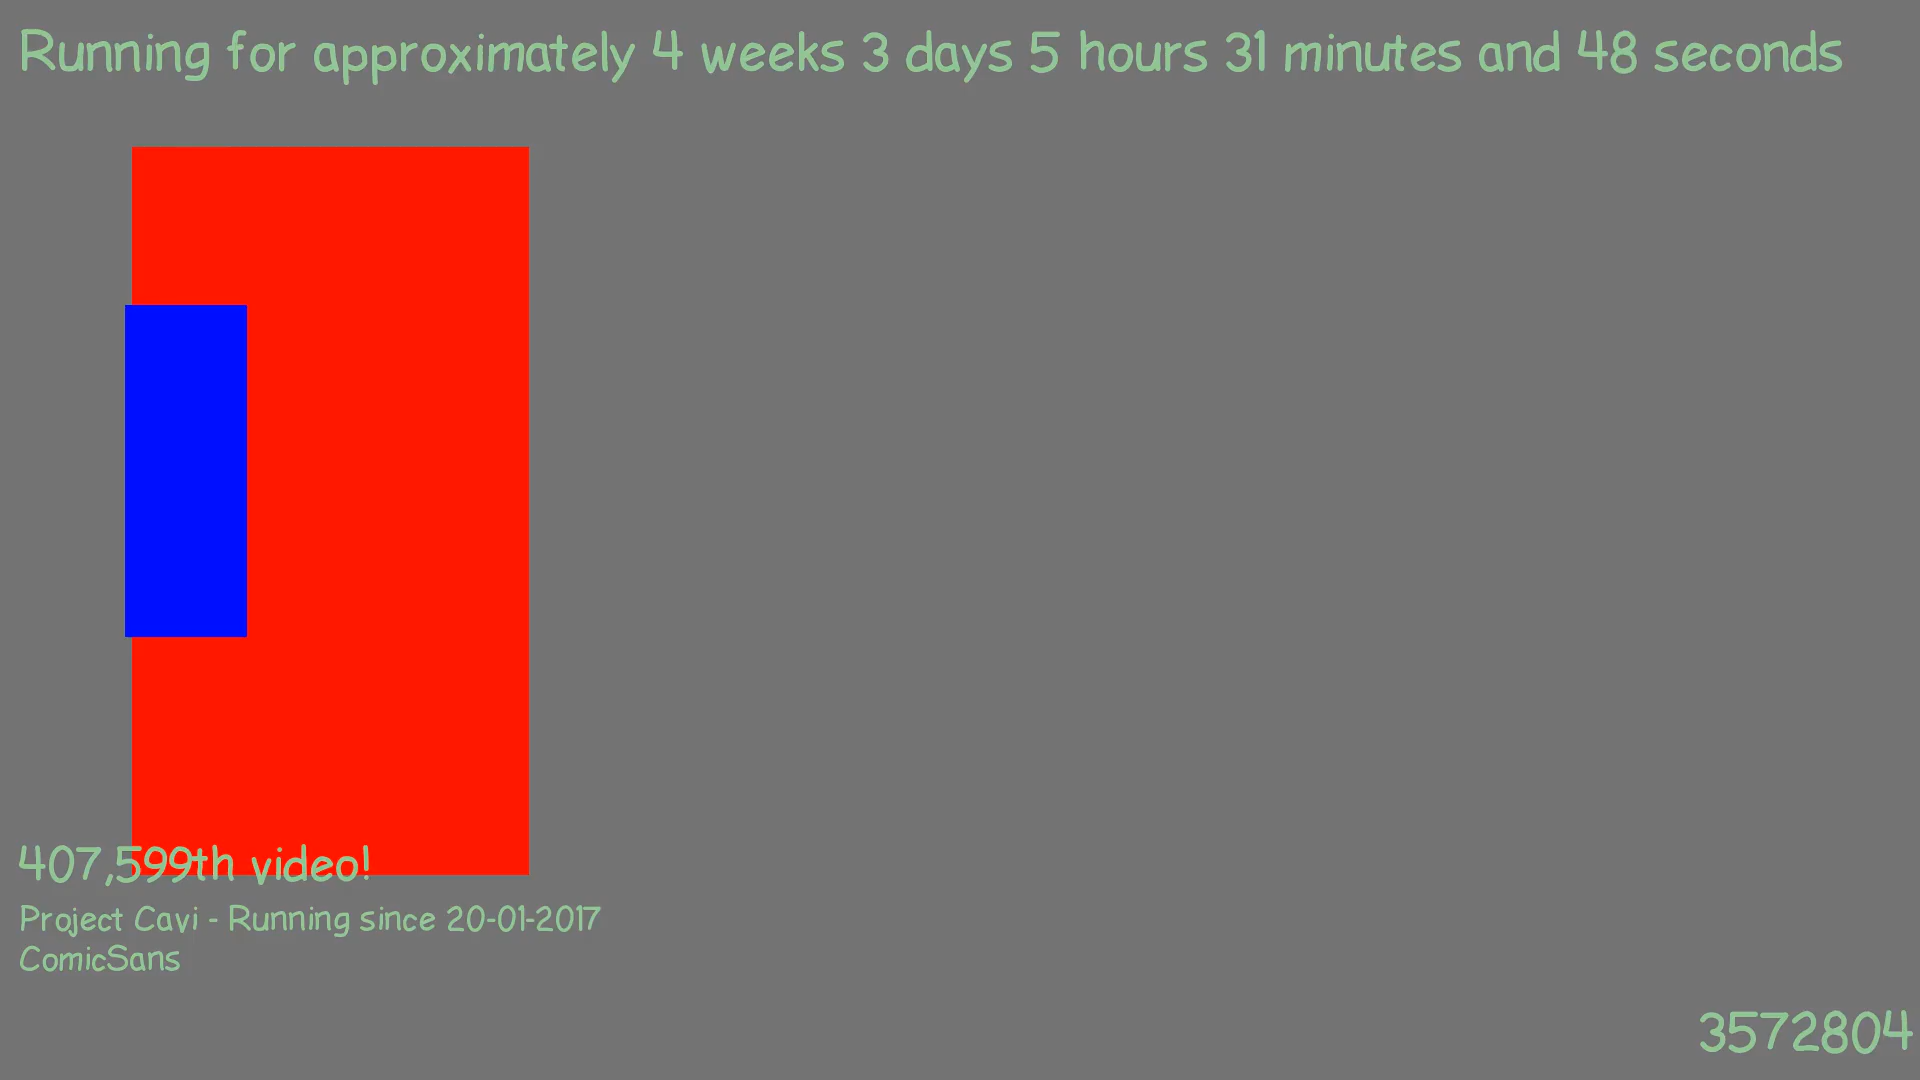 Running for approximately 4 weeks 3 days 5 hours 31 minutes and 48 seconds
407,599th video!
Project Cavi - Running since 20-01-2017
ComicSans
3572804